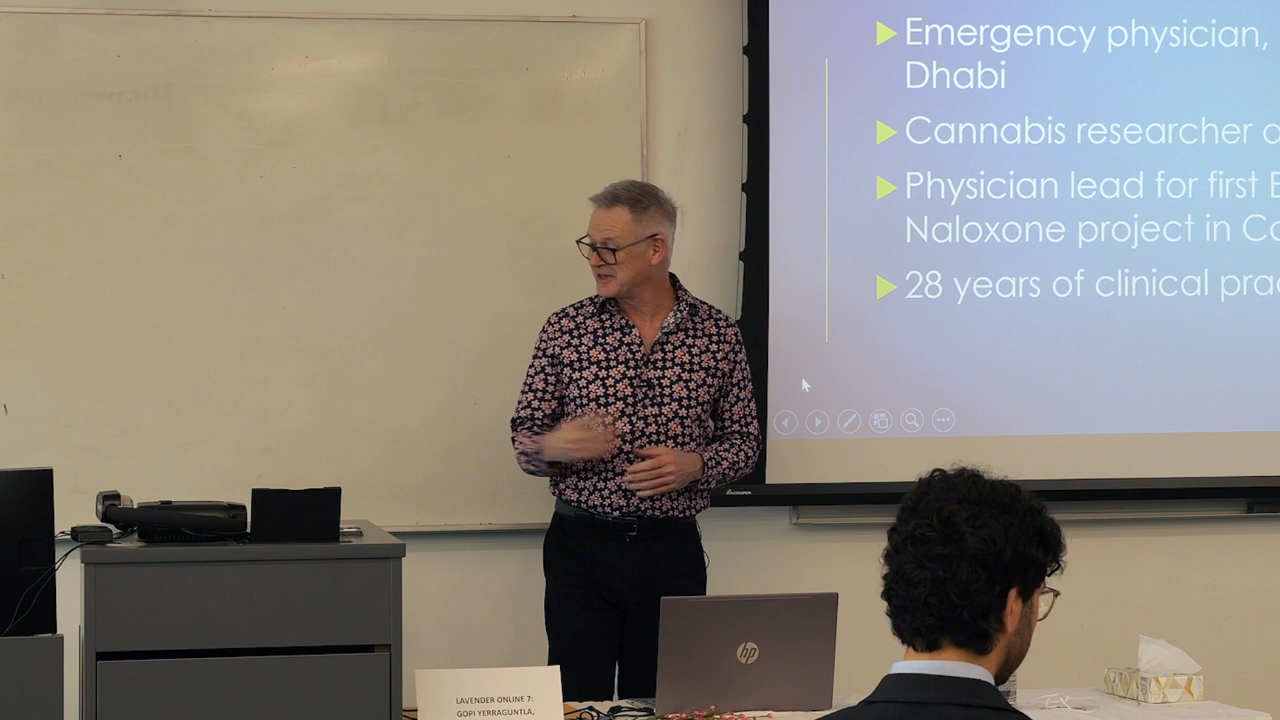 Emergency physician,
Dhabi
Cannabis researcher
Physician lead for first
Naloxone project in
28 years of clinical
hp
LAVENDER ONLINE 7:
GOPI YERRAGUNTLA,